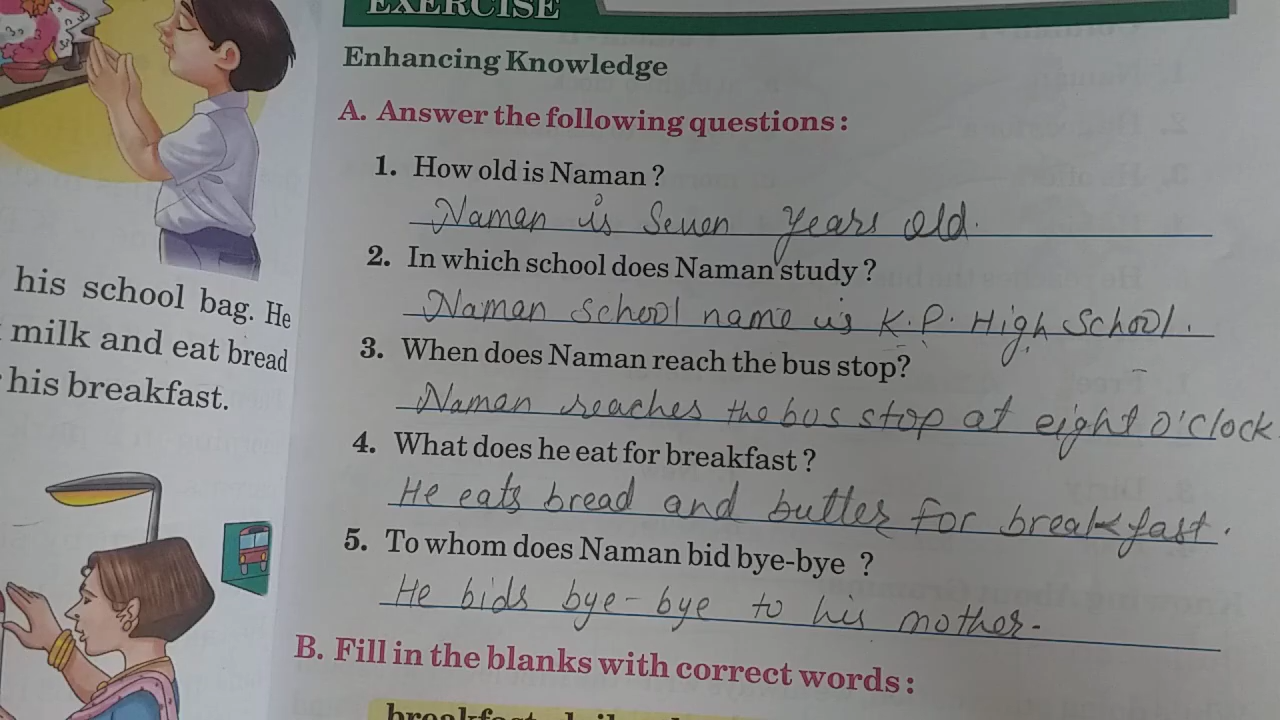 EXERCISE
Enhancing Knowledge
A. Answer the following questions:
1. How old is Naman?
Naman is Seven years old.
2. In which school does Naman study?
Naman School name is K.P. High School.
3. When does Naman reach the bus stop?
Naman reaches the bus stop at eight o'clock
4. What does he eat for breakfast?
He eats bread and butter for breakfast.
5. To whom does Naman bid bye-bye ?
He bids bye-bye to his mother.
B. Fill in the blanks with correct words:
his school bag. He
milk and eat bread
his breakfast.